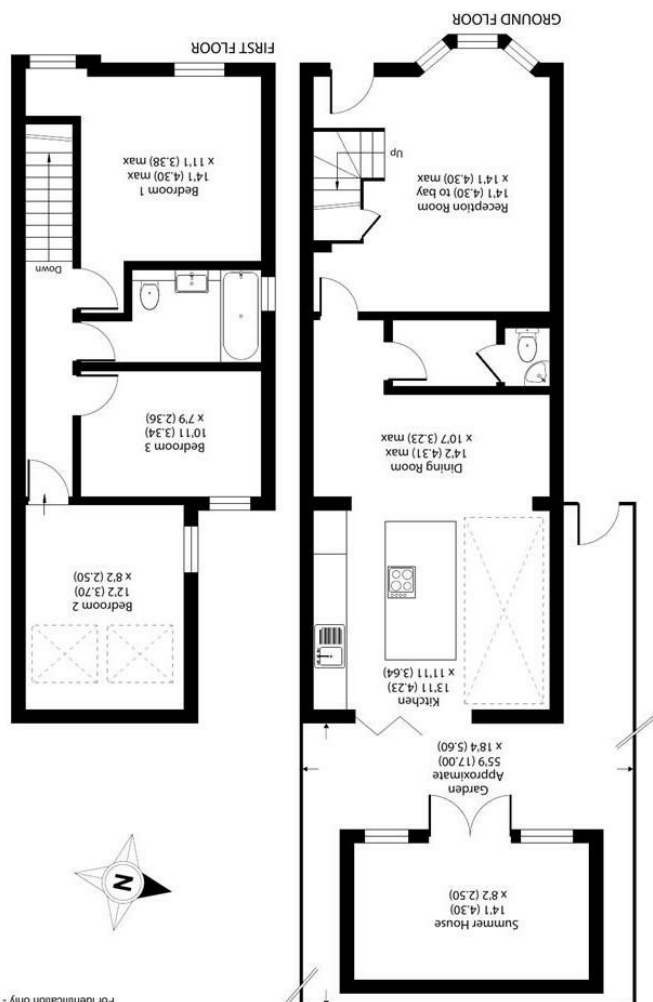 For identification only -
Summer House
14'1 (4.30)
x 8'2 (2.50)
N
Garden
Approximate
55'9 (17.00)
x 18'4 (5.60)
Kitchen
13'11 (4.23)
x 11'11 (3.64)
Dining Room
14'2 (4.31) max
x 10'7 (3.23) max
Reception Room
14'1 (4.30) to bay
x 14'1 (4.30) max
Up
GROUND FLOOR
Bedroom 2
12'2 (3.70)
x 8'2 (2.50)
Bedroom 3
10'11 (3.34)
x 7'9 (2.36)
Down
Bedroom 1
14'1 (4.30) max
x 11'1 (3.38) max
FIRST FLOOR